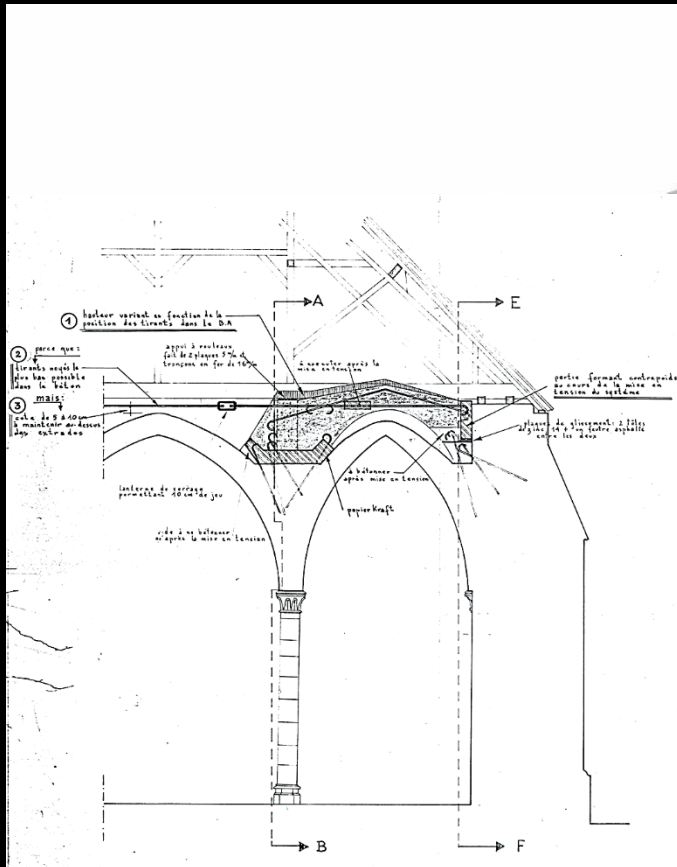 A
E
① hauteur variant en fonction de la
position des tirants dans le B.A
② parce que:
tirants noyés le
plus bas possible
dans le béton
mais:
③ cote de 5 à 10 cm
à maintenir au-dessus
des extrados
appui à rouleaux
fait de 2 plaques 5 m/m et
tronçons en fer de 16 m/m
à exécuter après la
mise en tension
partie formant contrepoids
au cours de la mise en
tension du système
plaques de glissement: 2 tôles
de zinc 14 + un feutre asphalté
entre les deux
à bétonner
après mise en tension
papier Kraft
lanterne de serrage
permettant 10 cm de jeu
vide à ne bétonner
qu'après la mise en tension
B
F